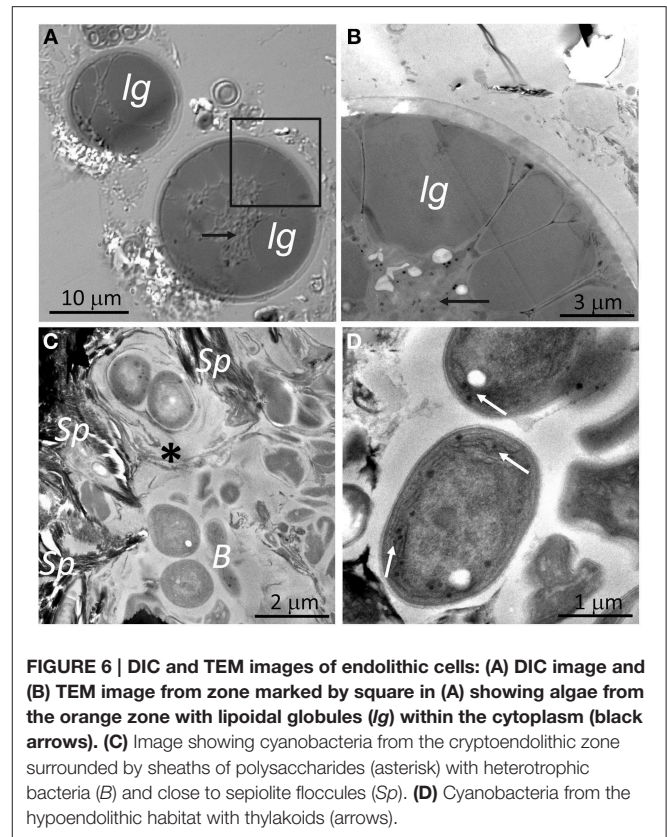 A
B
lg
lg
lg
10 μm
3 μm
C
D
Sp
Sp
*
B
Sp
2 μm
1 μm
FIGURE 6 | DIC and TEM images of endolithic cells: (A) DIC image and
(B) TEM image from zone marked by square in (A) showing algae from
the orange zone with lipoidal globules (lg) within the cytoplasm (black
arrows). (C) Image showing cyanobacteria from the cryptoendolithic zone
surrounded by sheaths of polysaccharides (asterisk) with heterotrophic
bacteria (B) and close to sepiolite floccules (Sp). (D) Cyanobacteria from the
hypoendolithic habitat with thylakoids (arrows).